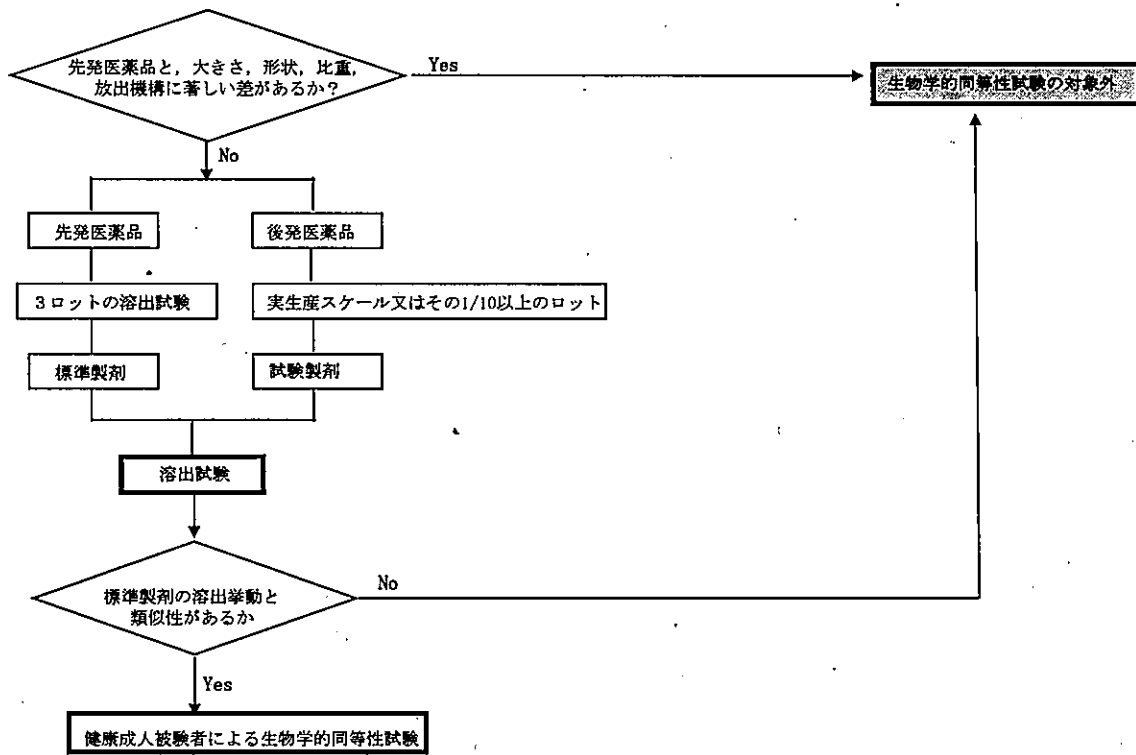 先発医薬品と，大きさ，形状，比重，
放出機構に著しい差があるか？
Yes
生物学的同等性試験の対象外
No
先発医薬品
後発医薬品
3ロットの溶出試験
実生産スケール又はその1/10以上のロット
標準製剤
試験製剤
溶出試験
標準製剤の溶出挙動と
類似性があるか
No
Yes
健康成人被験者による生物学的同等性試験